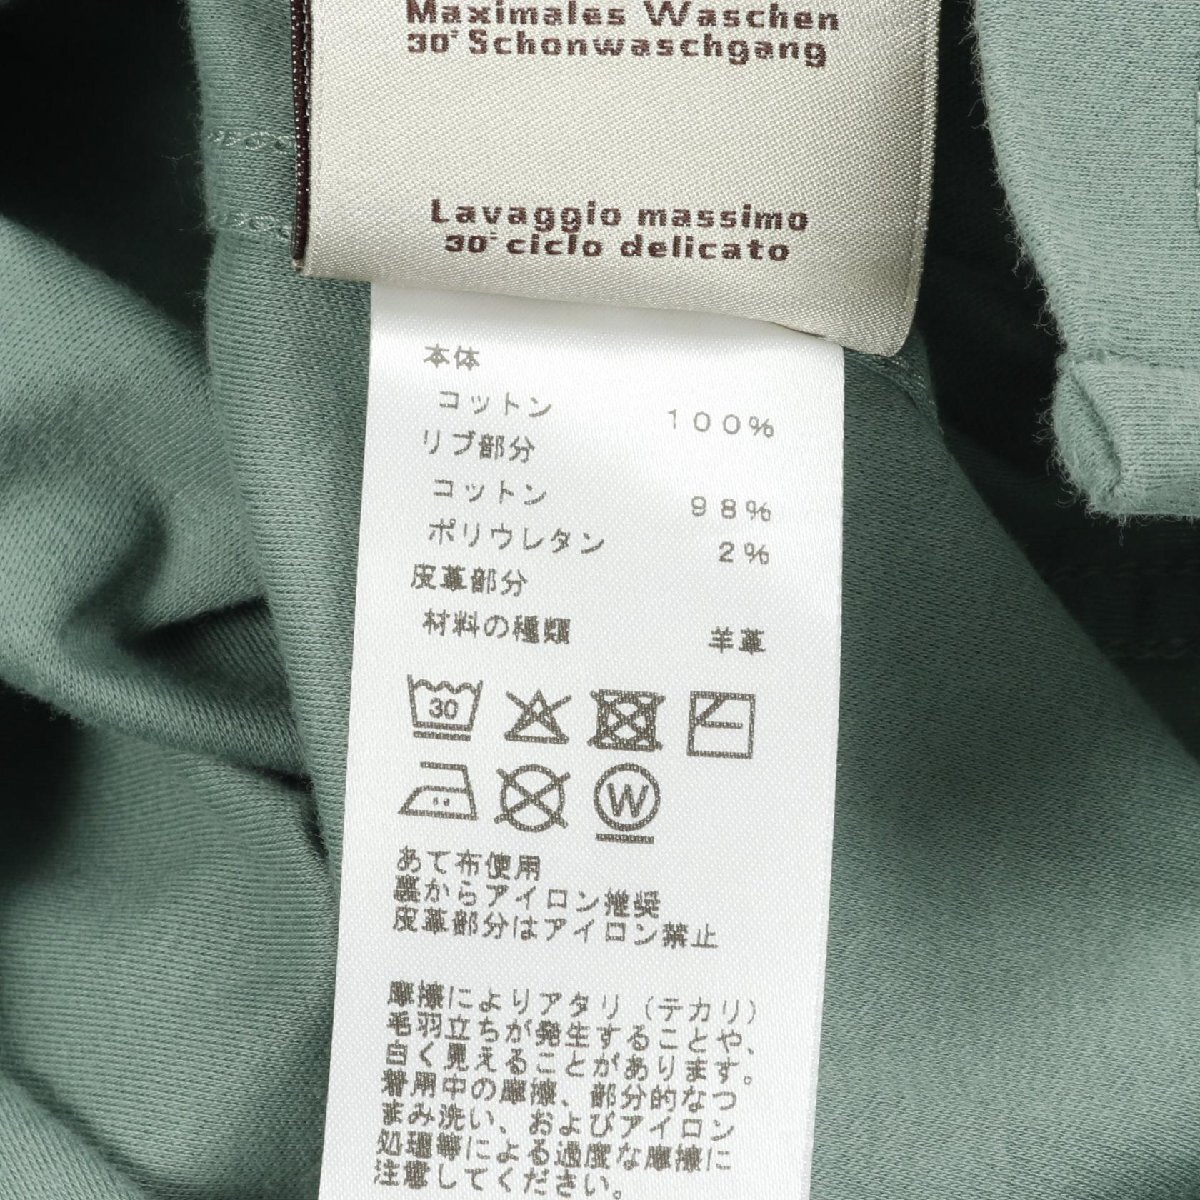 Maximales Waschen
30° Schonwaschgang
Lavaggio massimo
30° ciclo delicato
本体
コットン 100%
リブ部分
コットン 98%
ポリウレタン 2%
皮革部分
材料の種類 羊革
30
W
あて布使用
裏からアイロン推奨
皮革部分はアイロン禁止
摩擦によりアタリ(テカリ)
毛羽立ちが発生することや、
白く見えることがあります。
着用中の摩擦、部分的なつ
まみ洗い、およびアイロン
処理等による過度な摩擦に
注意してください。